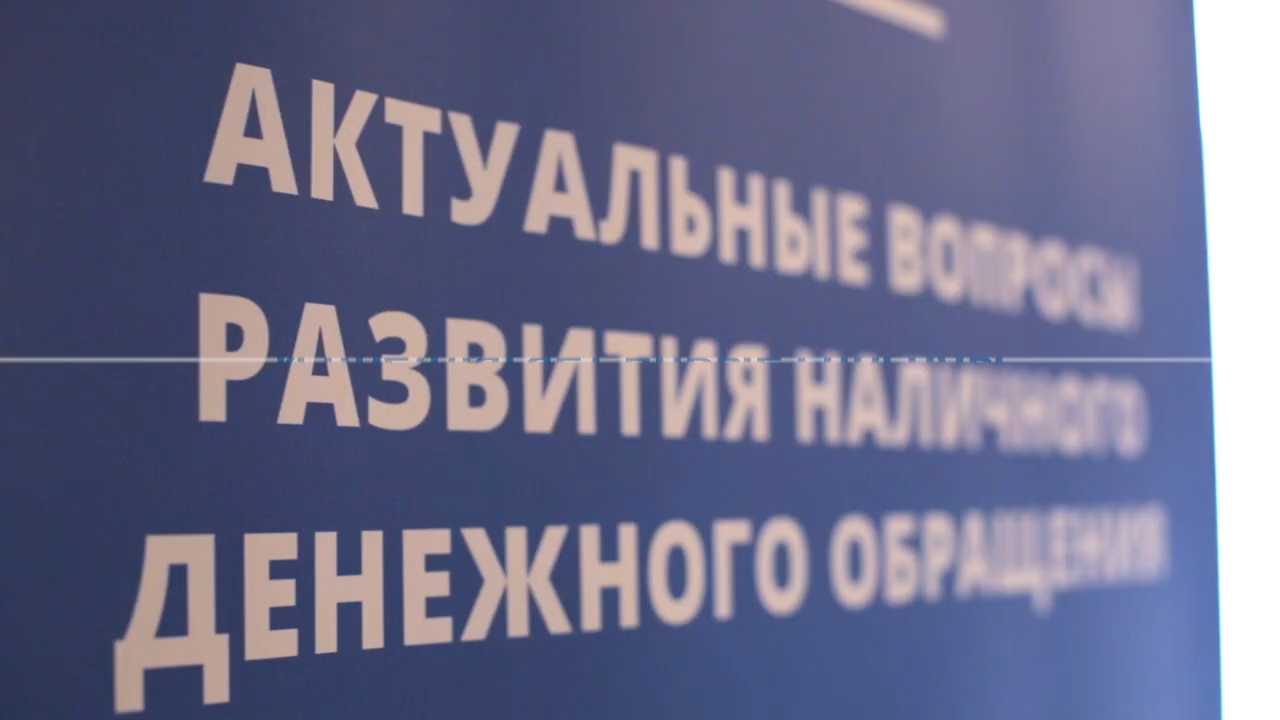 АКТУАЛЬНЫЕ ВОПРОСЫ
РАЗВИТИЯ НАЛИЧНОГО
ДЕНЕЖНОГО ОБРАЩЕНИЯ